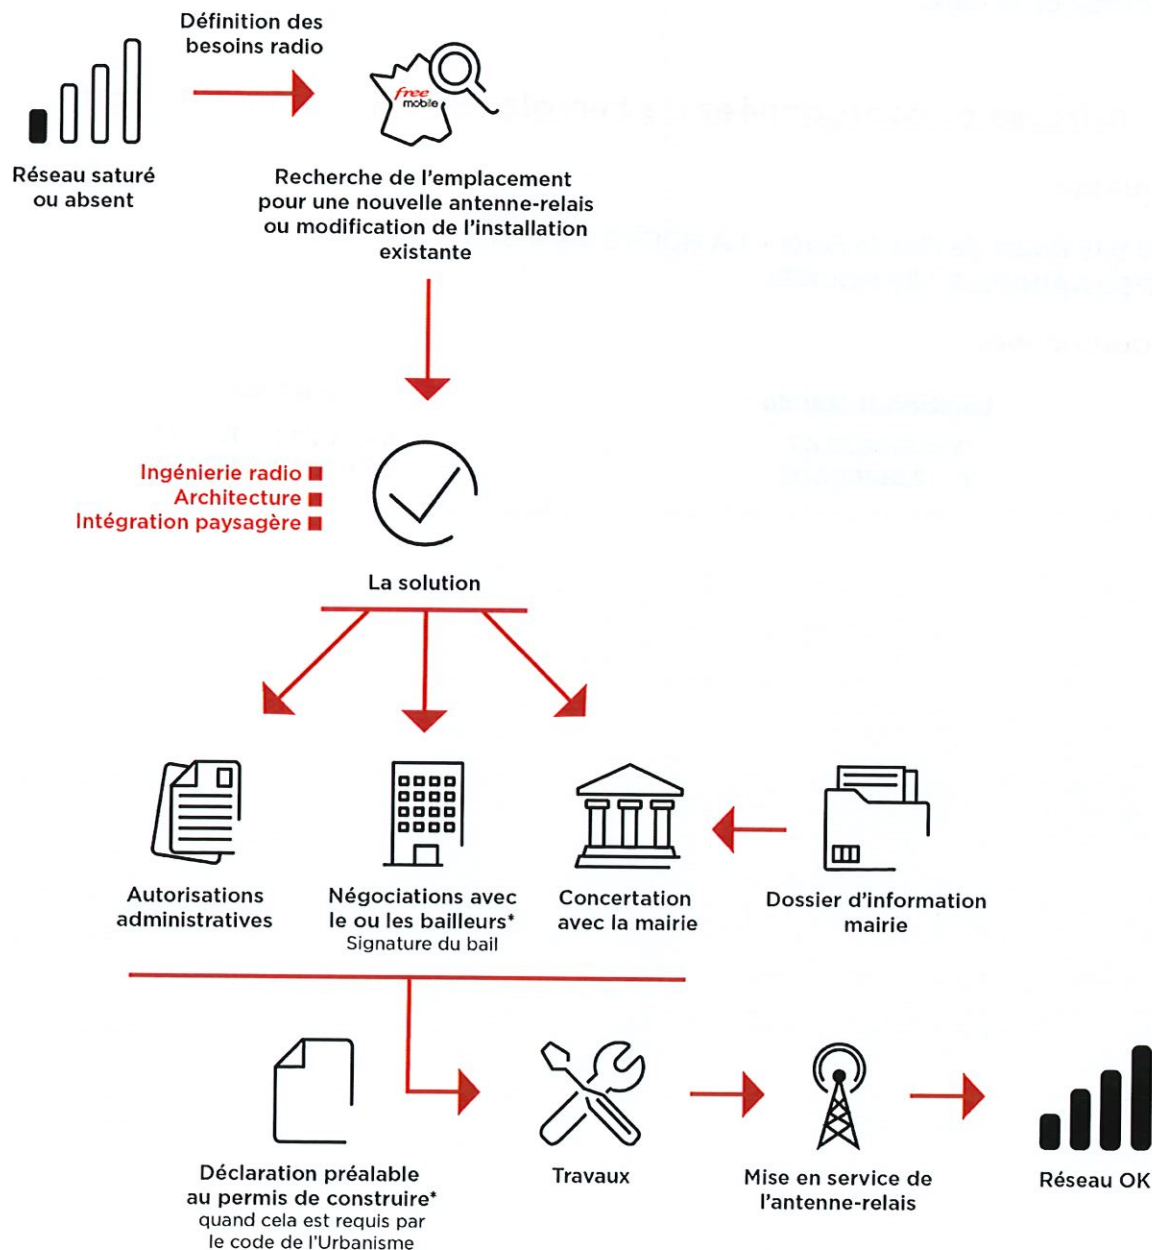 Définition des
besoins radio
free
mobile
Réseau saturé
ou absent
Recherche de l'emplacement
pour une nouvelle antenne-relais
ou modification de l'installation
existante
Ingénierie radio
Architecture
Intégration paysagère
La solution
Autorisations
administratives
Négociations avec
le ou les bailleurs*
Signature du bail
Concertation
avec la mairie
Dossier d'information
mairie
Déclaration préalable
au permis de construire*
quand cela est requis par
le code de l'Urbanisme
Travaux
Mise en service de
l'antenne-relais
Réseau OK